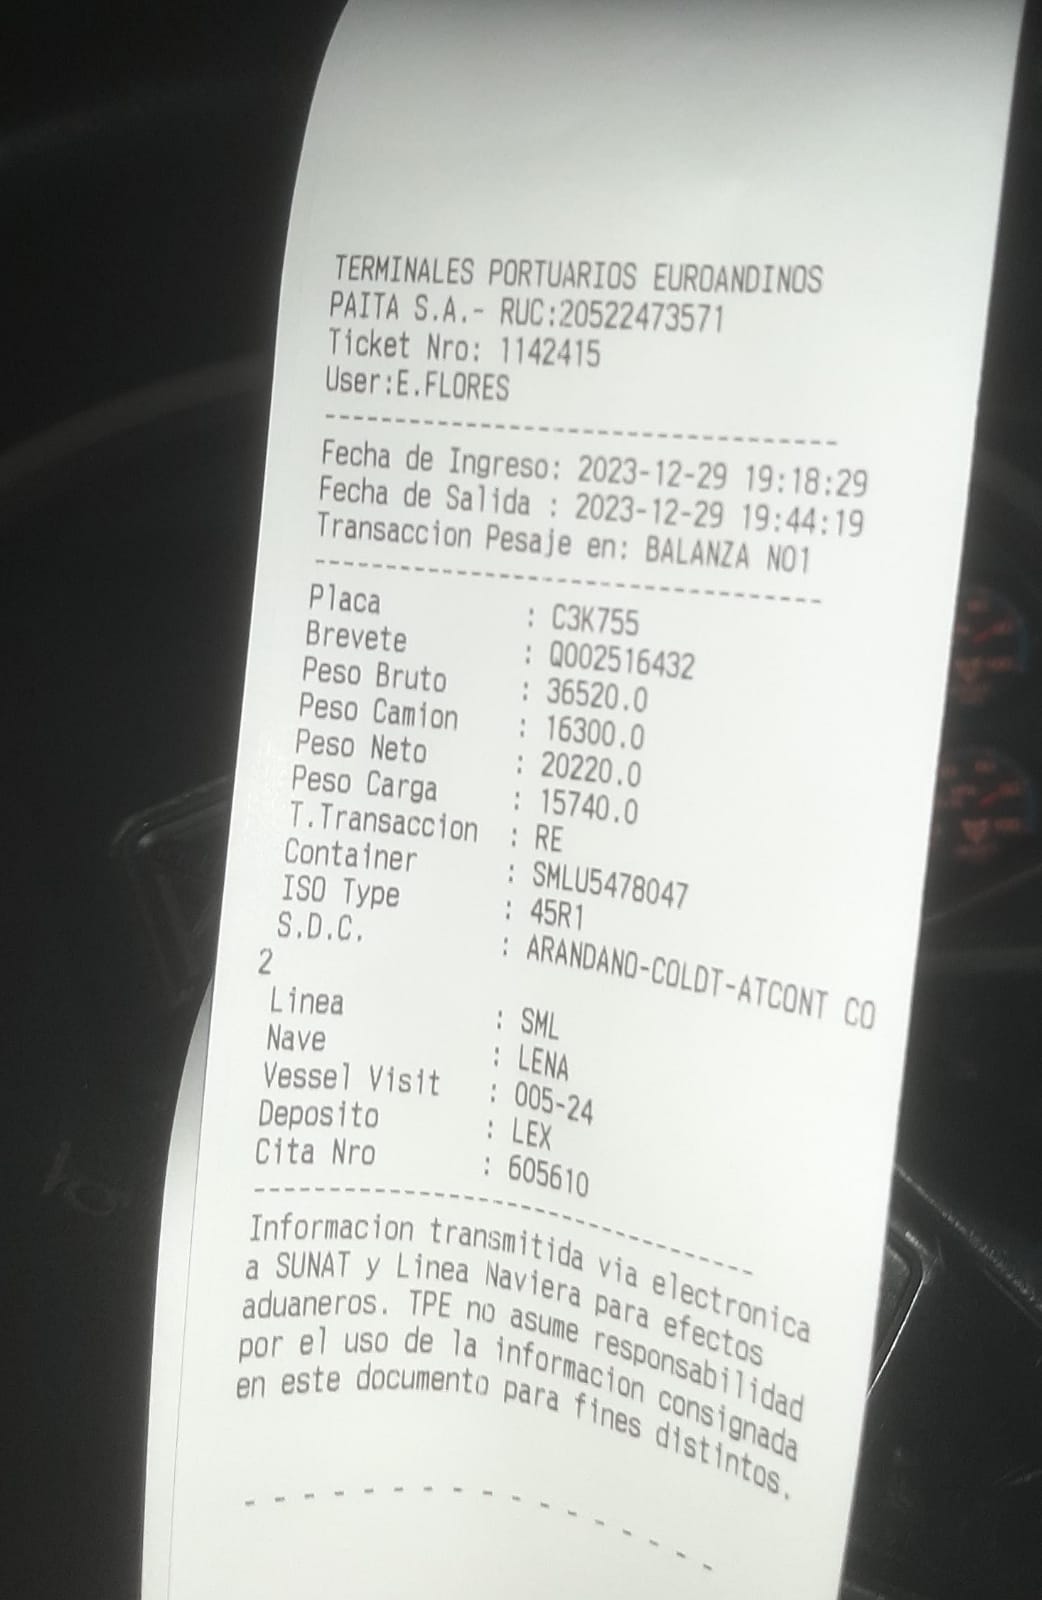 TERMINALES PORTUARIOS EUROANDINOS
PAITA S.A.- RUC:20522473571
Ticket Nro: 1142415
User:E.FLORES
----------------------------------
Fecha de Ingreso: 2023-12-29 19:18:29
Fecha de Salida : 2023-12-29 19:44:19
Transaccion Pesaje en: BALANZA NO1
----------------------------------
Placa : C3K755
Brevete : Q002516432
Peso Bruto : 36520.0
Peso Camion : 16300.0
Peso Neto : 20220.0
Peso Carga : 15740.0
T.Transaccion : RE
Container : SMLU5478047
ISO Type : 45R1
S.D.C. : ARANDANO-COLDT-ATCONT CO
2
Linea : SML
Nave : LENA
Vessel Visit : 005-24
Deposito : LEX
Cita Nro : 605610
----------------------------------
Informacion transmitida via electronica
a SUNAT y Linea Naviera para efectos
aduaneros. TPE no asume responsabilidad
por el uso de la informacion consignada
en este documento para fines distintos.
- - - - - - - - - - - - - - - - -